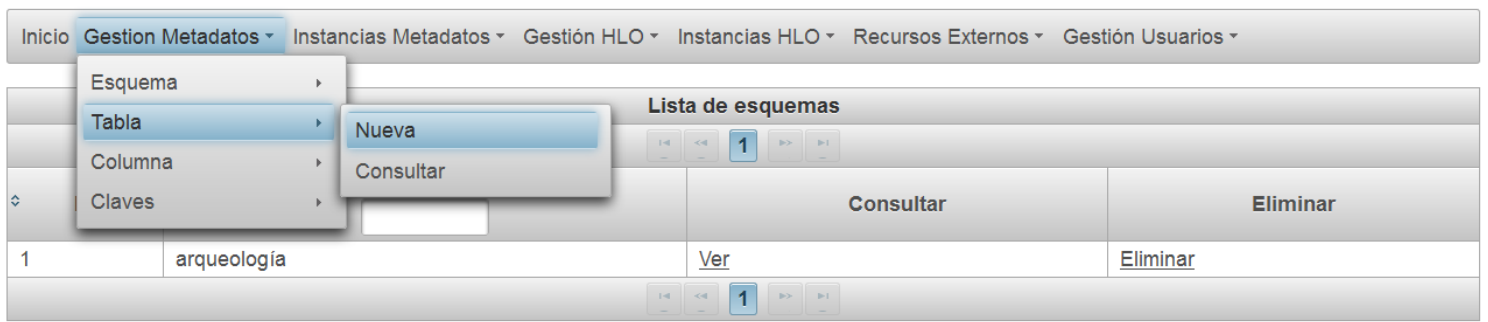 Inicio Gestion Metadatos Instancias Metadatos Gestión HLO Instancias HLO Recursos Externos Gestión Usuarios
Esquema
Lista de esquemas
Tabla
Nueva
1
Columna
Consultar
Claves
Consultar Eliminar
1 arqueología Ver Eliminar
1